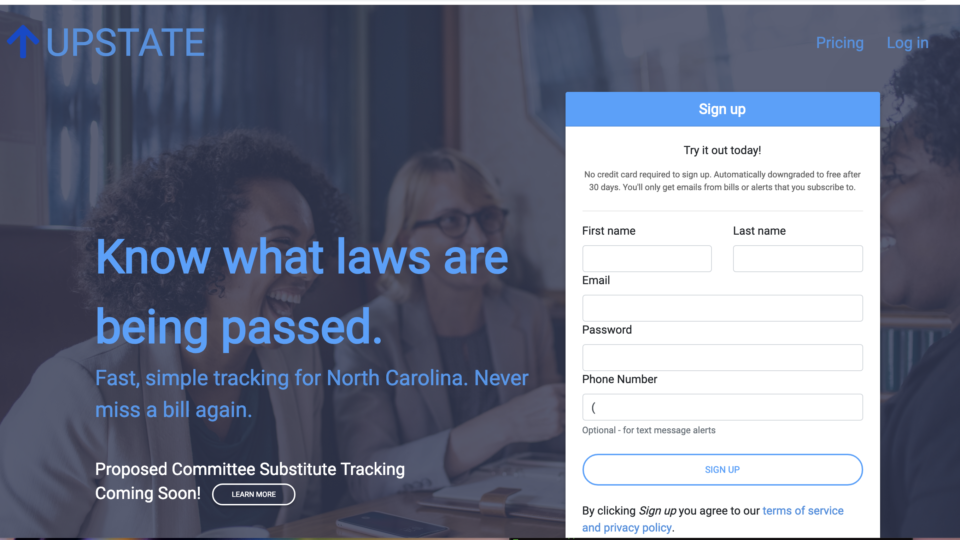 UPSTATE
Pricing
Log in
Know what laws are
being passed.
Fast, simple tracking for North Carolina. Never
miss a bill again.
Proposed Committee Substitute Tracking
Coming Soon!
LEARN MORE
Sign up
Try it out today!
No credit card required to sign up. Automatically downgraded to free after
30 days. You'll only get emails from bills or alerts that you subscribe to.
First name
Last name
Email
Password
Phone Number
(
Optional - for text message alerts
SIGN UP
By clicking Sign up you agree to our terms of service
and privacy policy.